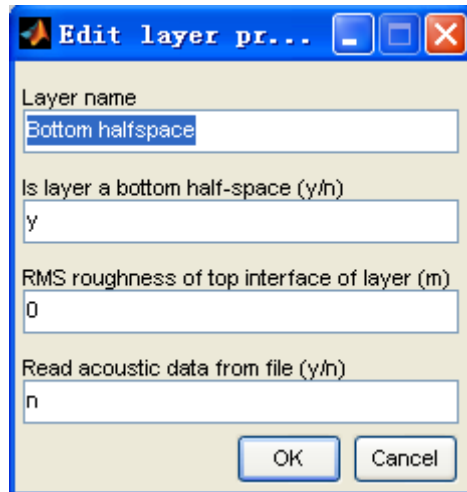 Edit layer pr...
Layer name
Bottom halfspace
Is layer a bottom half-space (y/n)
y
RMS roughness of top interface of layer (m)
0
Read acoustic data from file (y/n)
n
OK Cancel